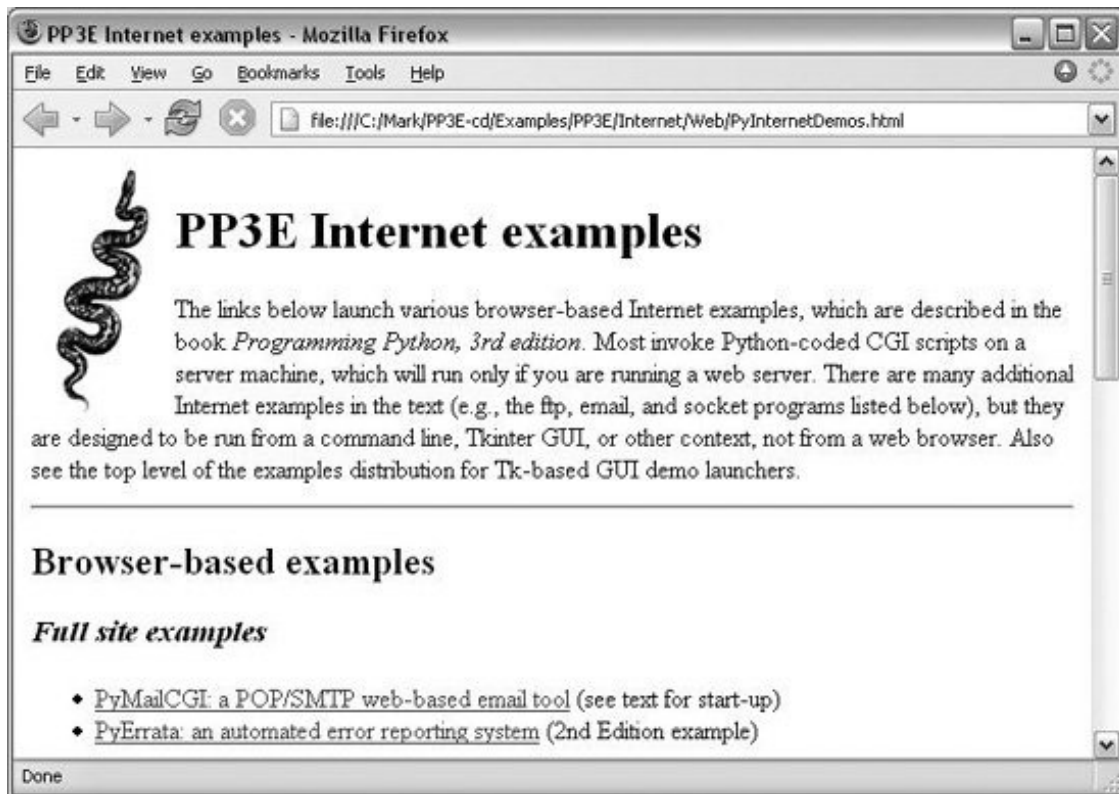 PP3E Internet examples - Mozilla Firefox
File Edit View Go Bookmarks Tools Help
file:///C:/Mark/PP3E-cd/Examples/PP3E/Internet/Web/PyInternetDemos.html
PP3E Internet examples
The links below launch various browser-based Internet examples, which are described in the
book Programming Python, 3rd edition. Most invoke Python-coded CGI scripts on a
server machine, which will run only if you are running a web server. There are many additional
Internet examples in the text (e.g., the ftp, email, and socket programs listed below), but they
are designed to be run from a command line, Tkinter GUI, or other context, not from a web browser. Also
see the top level of the examples distribution for Tk-based GUI demo launchers.
Browser-based examples
Full site examples
• PyMailCGI: a POP/SMTP web-based email tool (see text for start-up)
• PyErrata: an automated error reporting system (2nd Edition example)
Done